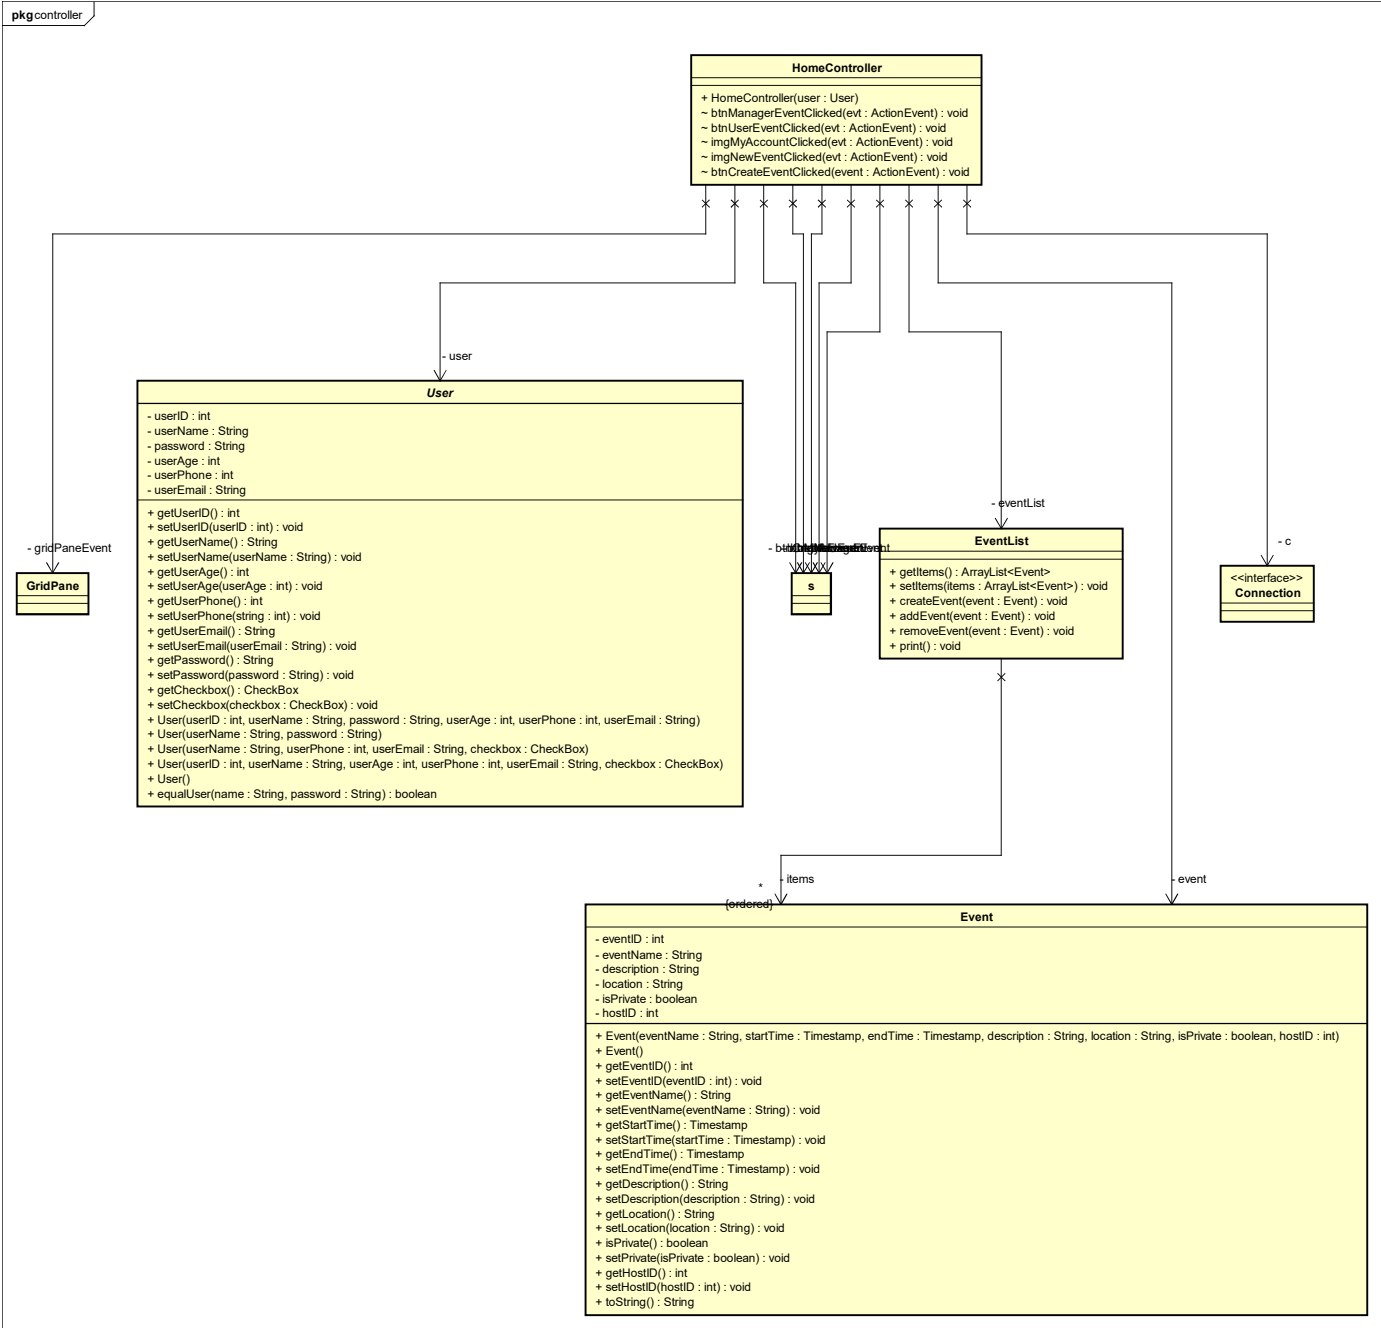 pkg controller
HomeController
+ HomeController(user : User)
~ btnManagerEventClicked(evt : ActionEvent) : void
~ btnUserEventClicked(evt : ActionEvent) : void
~ imgMyAccountClicked(evt : ActionEvent) : void
~ imgNewEventClicked(evt : ActionEvent) : void
~ btnCreateEventClicked(event : ActionEvent) : void
- user
User
- userID : int
- userName : String
- password : String
- userAge : int
- userPhone : int
- userEmail : String
+ getUserID() : int
+ setUserID(userID : int) : void
+ getUserName() : String
+ setUserName(userName : String) : void
+ getUserAge() : int
+ setUserAge(userAge : int) : void
+ getUserPhone() : int
+ setUserPhone(string : int) : void
+ getUserEmail() : String
+ setUserEmail(userEmail : String) : void
+ getPassword() : String
+ setPassword(password : String) : void
+ getCheckbox() : CheckBox
+ setCheckbox(checkbox : CheckBox) : void
+ User(userID : int, userName : String, password : String, userAge : int, userPhone : int, userEmail : String)
+ User(userName : String, password : String)
+ User(userName : String, userPhone : int, userEmail : String, checkbox : CheckBox)
+ User(userID : int, userName : String, userAge : int, userPhone : int, userEmail : String, checkbox : CheckBox)
+ User()
+ equalUser(name : String, password : String) : boolean
- gridPaneEvent
GridPane
s
- eventList
EventList
+ getItems() : ArrayList<Event>
+ setItems(items : ArrayList<Event>) : void
+ createEvent(event : Event) : void
+ addEvent(event : Event) : void
+ removeEvent(event : Event) : void
+ print() : void
- c
<<interface>>
Connection
- items
*
{ordered}
- event
Event
- eventID : int
- eventName : String
- description : String
- location : String
- isPrivate : boolean
- hostID : int
+ Event(eventName : String, startTime : Timestamp, endTime : Timestamp, description : String, location : String, isPrivate : boolean, hostID : int)
+ Event()
+ getEventID() : int
+ setEventID(eventID : int) : void
+ getEventName() : String
+ setEventName(eventName : String) : void
+ getStartTime() : Timestamp
+ setStartTime(startTime : Timestamp) : void
+ getEndTime() : Timestamp
+ setEndTime(endTime : Timestamp) : void
+ getDescription() : String
+ setDescription(description : String) : void
+ getLocation() : String
+ setLocation(location : String) : void
+ isPrivate() : boolean
+ setPrivate(isPrivate : boolean) : void
+ getHostID() : int
+ setHostID(hostID : int) : void
+ toString() : String